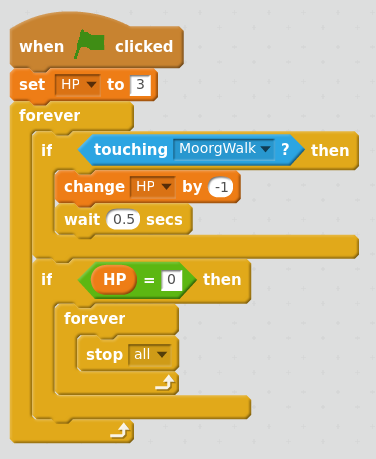 when clicked
set HP to 3
forever
if touching MoorgWalk ? then
change HP by -1
wait 0.5 secs
if HP = 0 then
forever
stop all